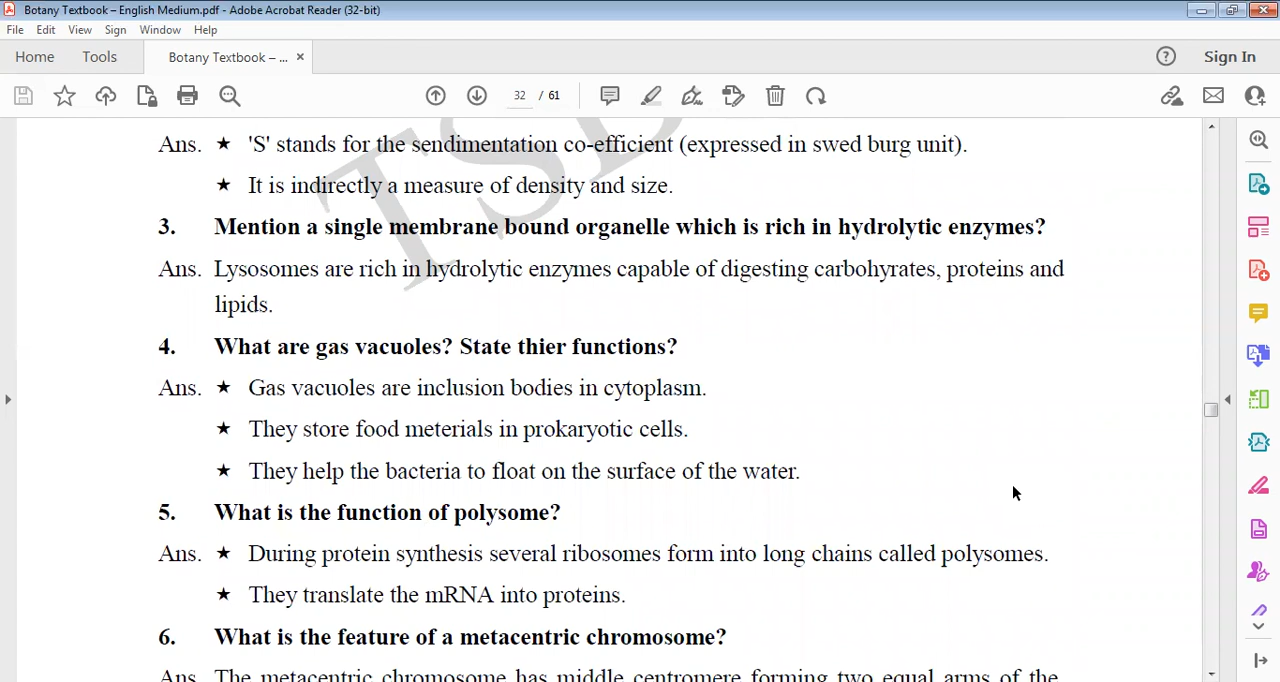 Botany Textbook – English Medium.pdf - Adobe Acrobat Reader (32-bit)
File Edit View Sign Window Help
Home Tools Botany Textbook – ... ×
Sign In
32 / 61
Ans. ★ 'S' stands for the sendimentation co-efficient (expressed in swed burg unit).
★ It is indirectly a measure of density and size.
3. Mention a single membrane bound organelle which is rich in hydrolytic enzymes?
Ans. Lysosomes are rich in hydrolytic enzymes capable of digesting carbohyrates, proteins and
lipids.
4. What are gas vacuoles? State thier functions?
Ans. ★ Gas vacuoles are inclusion bodies in cytoplasm.
★ They store food meterials in prokaryotic cells.
★ They help the bacteria to float on the surface of the water.
5. What is the function of polysome?
Ans. ★ During protein synthesis several ribosomes form into long chains called polysomes.
★ They translate the mRNA into proteins.
6. What is the feature of a metacentric chromosome?
Ans. The metacentric chromosome has middle centromere forming two equal arms of the